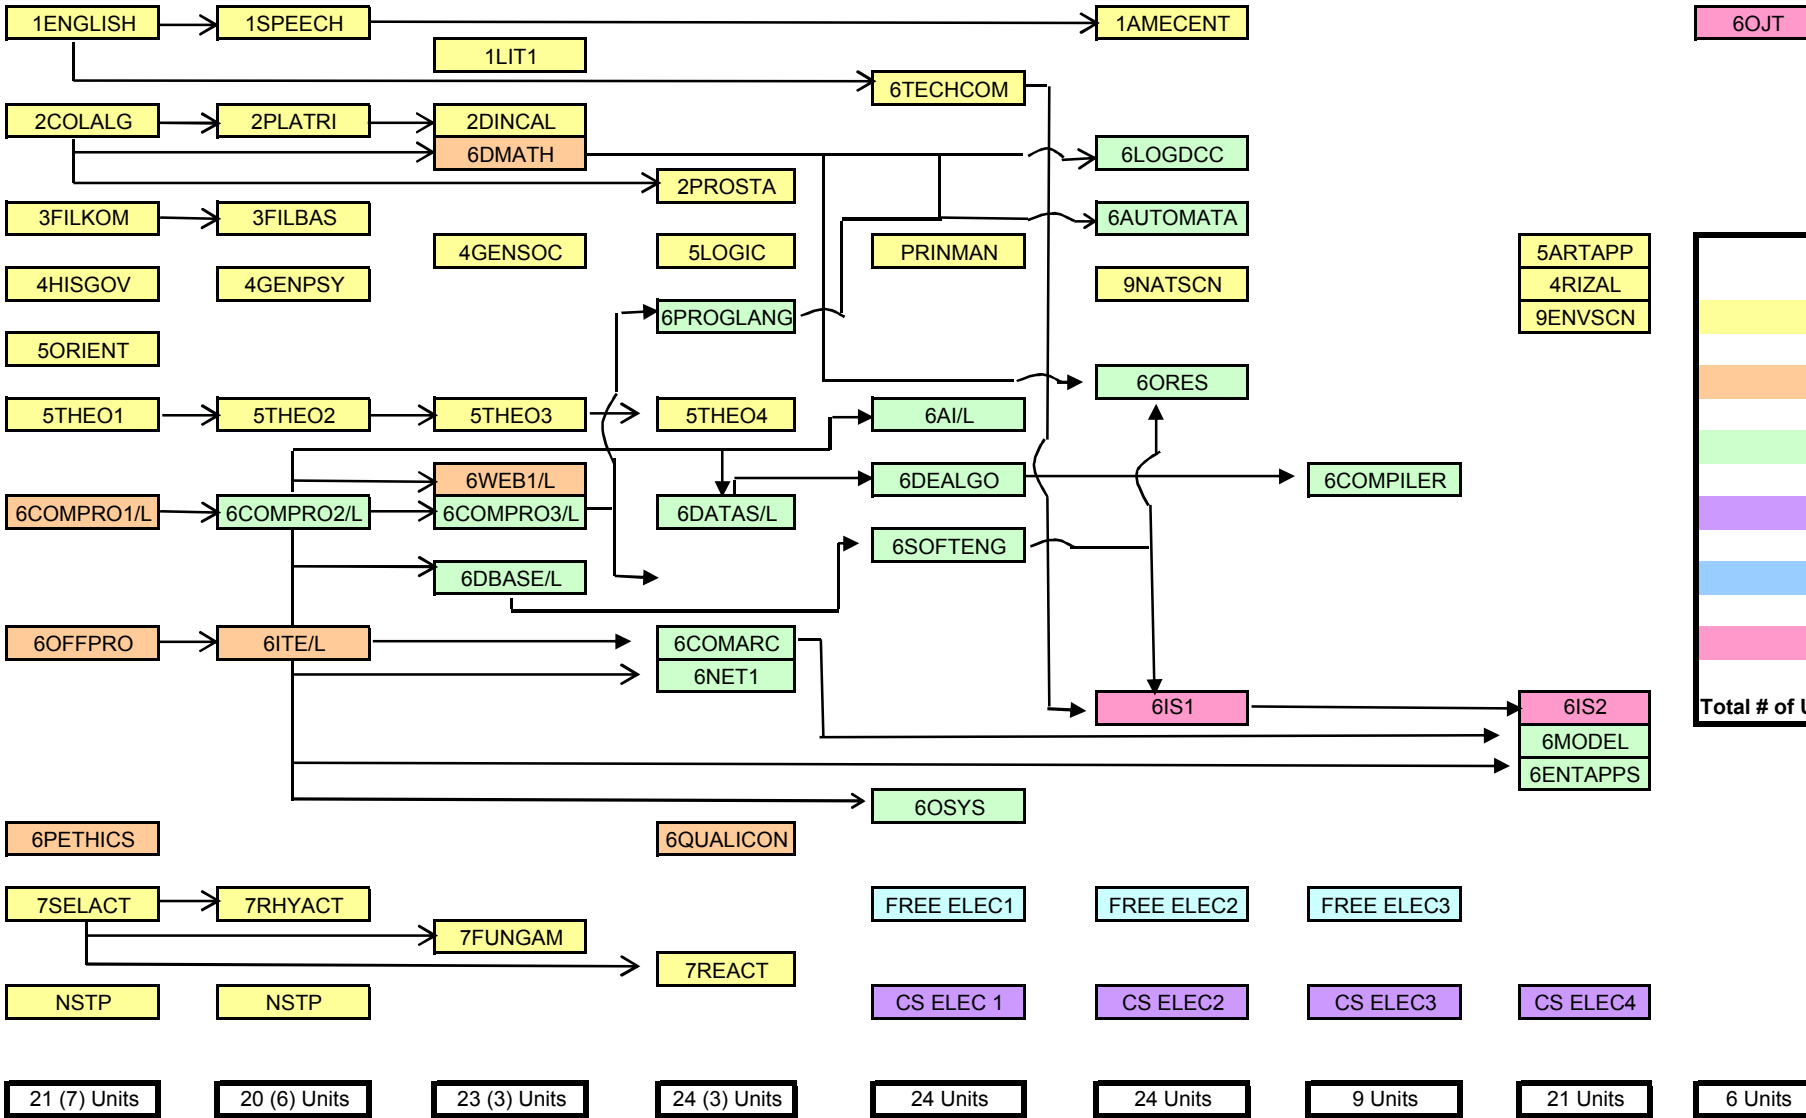 1ENGLISH
1SPEECH
1AMECENT
6OJT
1LIT1
6TECHCOM
2COLALG
2PLATRI
2DINCAL
6DMATH
6LOGDCC
2PROSTA
3FILKOM
3FILBAS
6AUTOMATA
4GENSOC
5LOGIC
PRINMAN
5ARTAPP
4HISGOV
4GENPSY
9NATSCN
4RIZAL
6PROGLANG
9ENVSCN
5ORIENT
6ORES
5THEO1
5THEO2
5THEO3
5THEO4
6AI/L
6WEB1/L
6DEALGO
6COMPILER
6COMPRO1/L
6COMPRO2/L
6COMPRO3/L
6DATAS/L
6SOFTENG
6DBASE/L
6OFFPRO
6ITE/L
6COMARC
6NET1
6IS1
6IS2
Total # of U
6MODEL
6ENTAPPS
6OSYS
6PETHICS
6QUALICON
7SELACT
7RHYACT
FREE ELEC1
FREE ELEC2
FREE ELEC3
7FUNGAM
7REACT
NSTP
NSTP
CS ELEC 1
CS ELEC2
CS ELEC3
CS ELEC4
21 (7) Units
20 (6) Units
23 (3) Units
24 (3) Units
24 Units
24 Units
9 Units
21 Units
6 Units